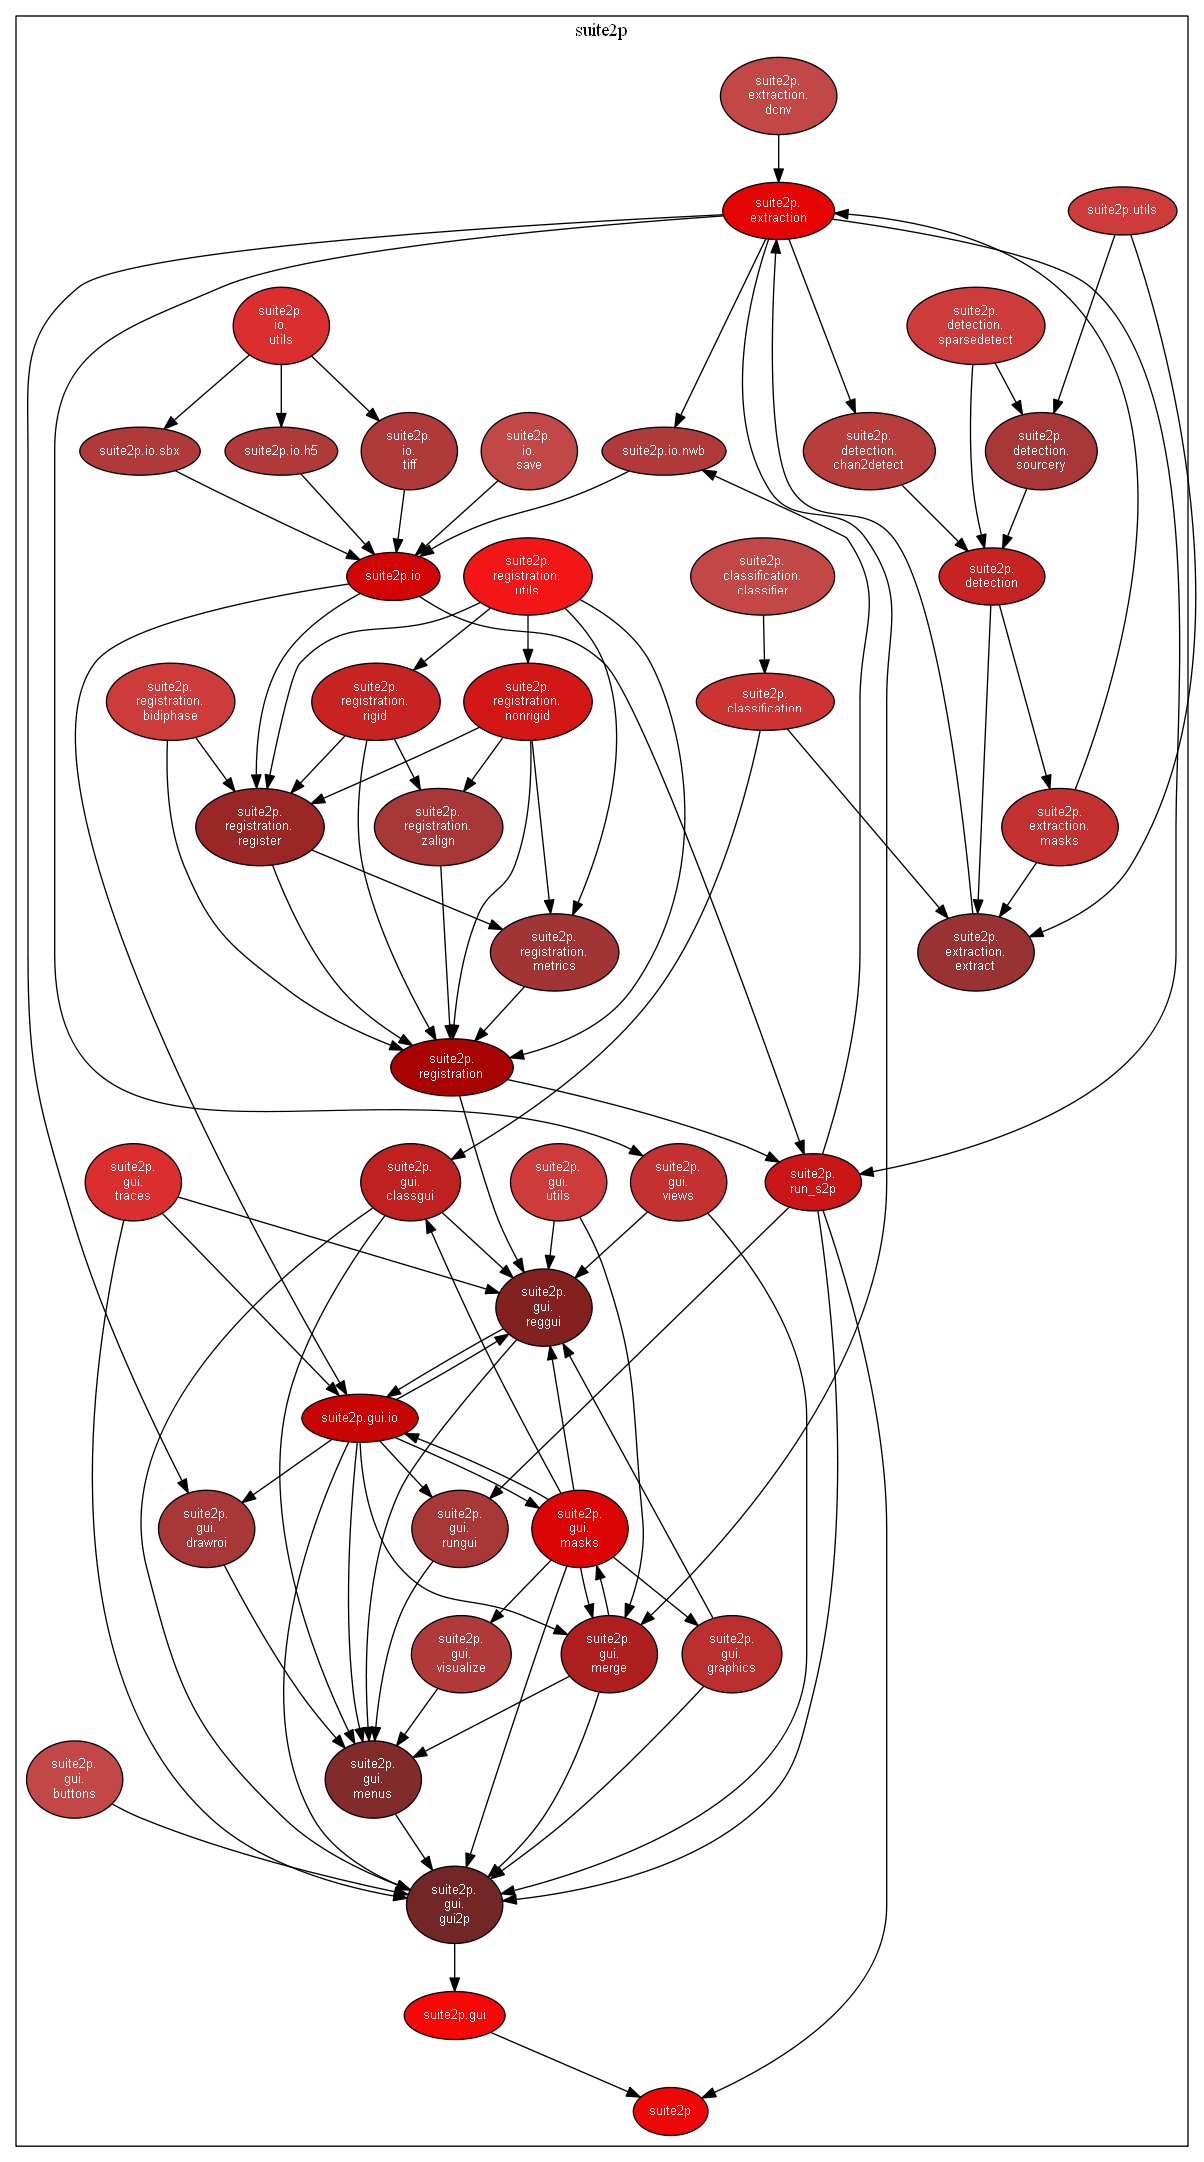 suite2p
suite2p.
extraction.
dcnv
suite2p.
extraction
suite2p.utils
suite2p.
io.
utils
suite2p.
detection.
sparsedetect
suite2p.io.sbx
suite2p.io.h5
suite2p.
io.
tiff
suite2p.
io.
save
suite2p.io.nwb
suite2p.
detection.
chan2detect
suite2p.
detection.
sourcery
suite2p.io
suite2p.
registration.
utils
suite2p.
classification.
classifier
suite2p.
detection
suite2p.
registration.
bidiphase
suite2p.
registration.
rigid
suite2p.
registration.
nonrigid
suite2p.
classification
suite2p.
registration.
register
suite2p.
registration.
zalign
suite2p.
extraction.
masks
suite2p.
registration.
metrics
suite2p.
extraction.
extract
suite2p.
registration
suite2p.
gui.
traces
suite2p.
gui.
classgui
suite2p.
gui.
utils
suite2p.
gui.
views
suite2p.
run_s2p
suite2p.
gui.
reggui
suite2p.gui.io
suite2p.
gui.
drawroi
suite2p.
gui.
rungui
suite2p.
gui.
masks
suite2p.
gui.
visualize
suite2p.
gui.
merge
suite2p.
gui.
graphics
suite2p.
gui.
buttons
suite2p.
gui.
menus
suite2p.
gui.
gui2p
suite2p.gui
suite2p